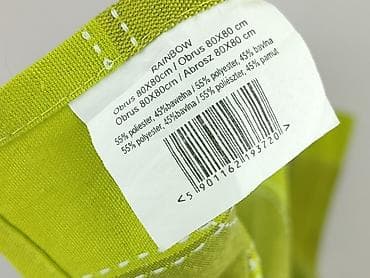 RAINBOW
Obrus 80X80cm / Obrus 80X80 cm
Obrus 80X80cm / Abrosz 80X80 cm
55% poliester, 45%bawełna / 55% polyester, 45%bavlna
55% polyester, 45%bavlna / 55% poliészter, 45% pamut
<5 901162 193720>